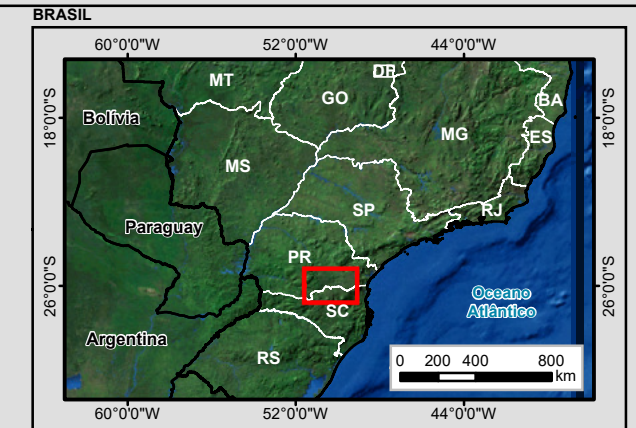 BRASIL
60°0'0"W 52°0'0"W 44°0'0"W
18°0'0"S
26°0'0"S
MT
DF
GO
BA
Bolívia
ES
MG
MS
SP
RJ
Paraguay
PR
Oceano
Atlântico
SC
Argentina
RS
0 200 400 800
km
18°0'0"S
26°0'0"S
60°0'0"W 52°0'0"W 44°0'0"W